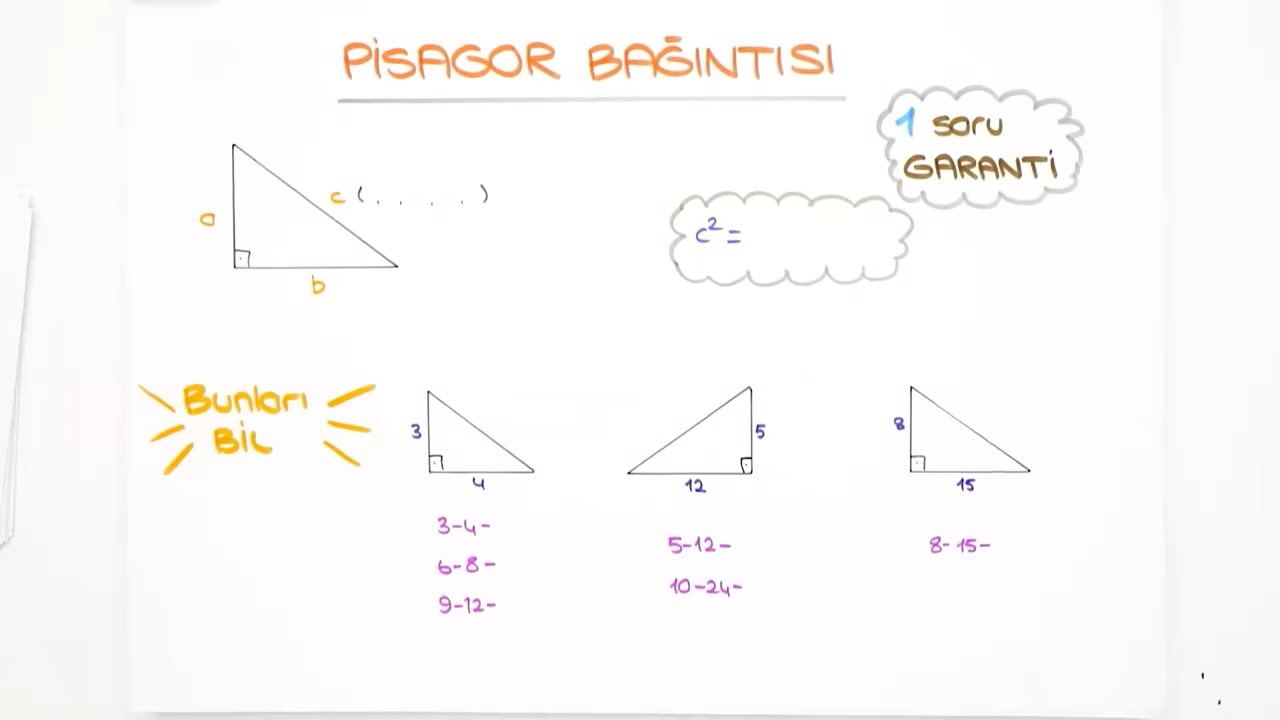 PİSAGOR BAĞINTISI
1 soru
GARANTİ
c (. . . .)
a
b
c² =
Bunları
BİL
3
4
5
12
8
15
3-4-
6-8-
9-12-
5-12-
10-24-
8-15-